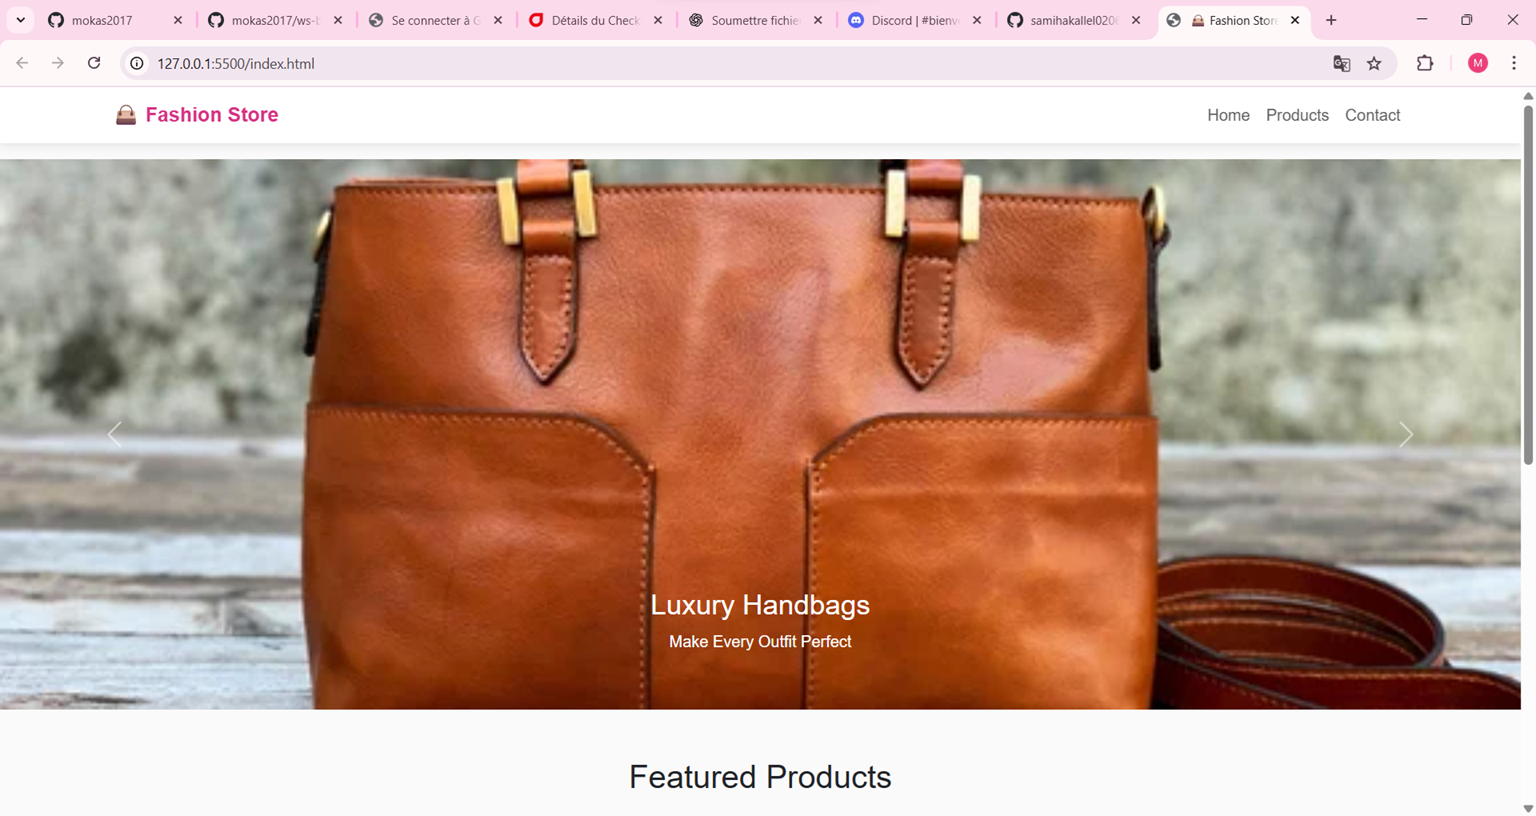 mokas2017
mokas2017/ws-b
Se connecter à G
Détails du Check
Soumettre fichie
Discord | #bienve
samihakallel020
Fashion Store
127.0.0.1:5500/index.html
M
Fashion Store
Home
Products
Contact
Luxury Handbags
Make Every Outfit Perfect
Featured Products